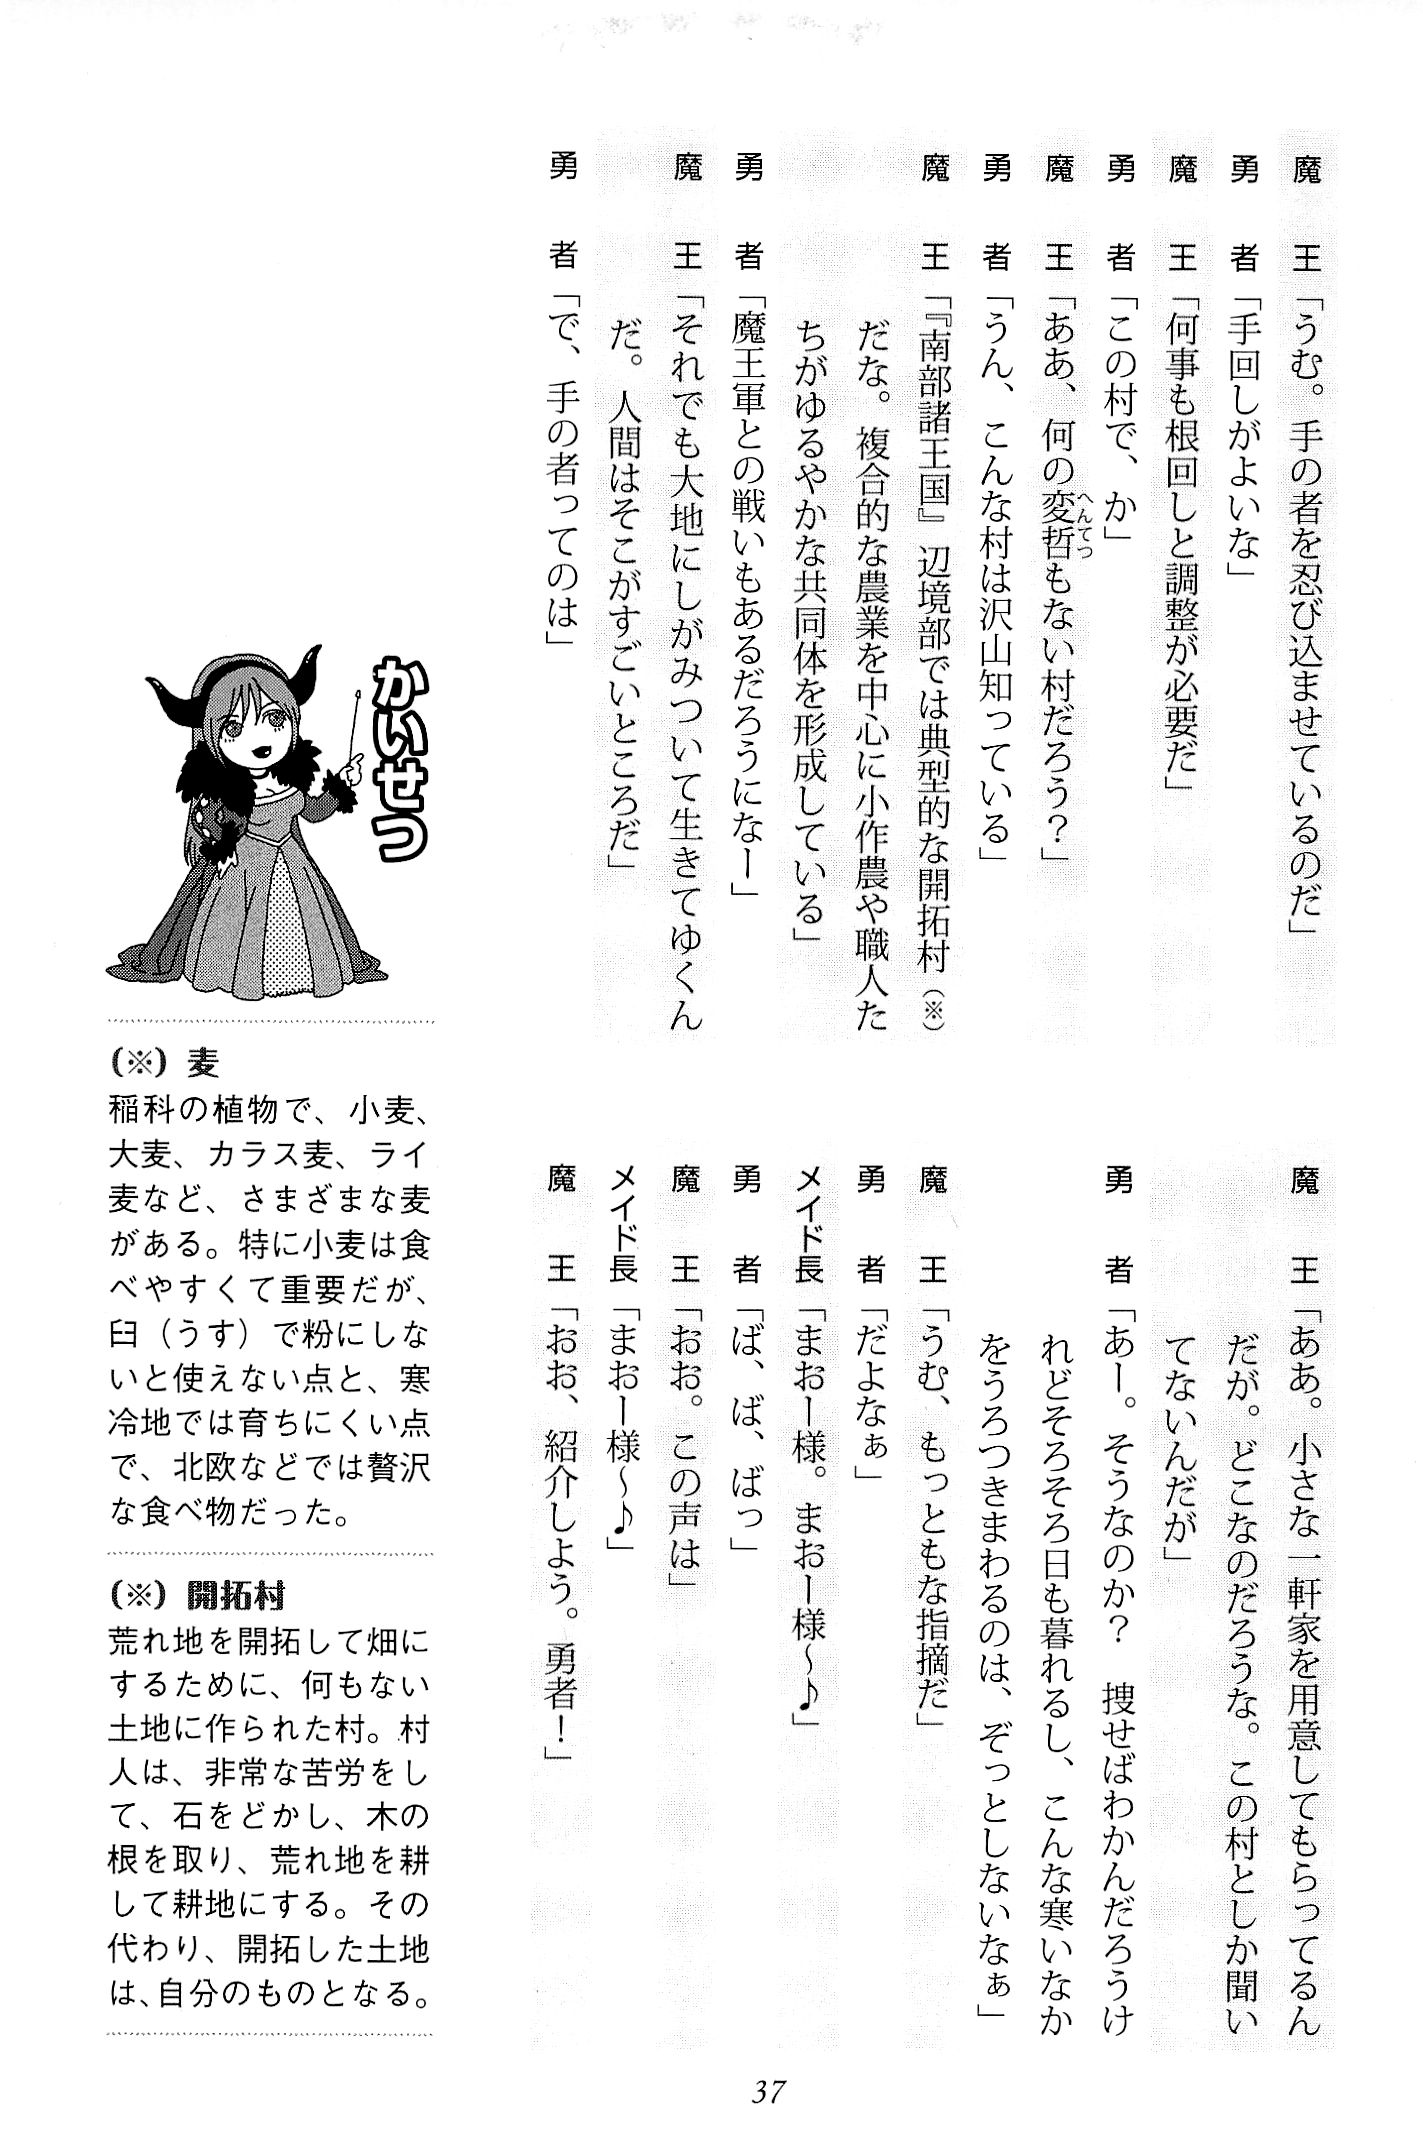 魔王「うむ。手の者を忍び込ませているのだ」
勇者「手回しがよいな」
魔王「何事も根回しと調整が必要だ」
勇者「この村で、か」
魔王「ああ、何の変哲もない村だろう？」
へんてつ
勇者「うん、こんな村は沢山知っている」
魔王「『南部諸王国』辺境部では典型的な開拓村（※）
だな。複合的な農業を中心に小作農や職人た
ちがゆるやかな共同体を形成している」
勇者「魔王軍との戦いもあるだろうになー」
魔王「それでも大地にしがみついて生きてゆくん
だ。人間はそこがすごいところだ」
勇者「で、手の者ってのは」
魔王「ああ。小さな一軒家を用意してもらってるん
だが。どこなのだろうな。この村としか聞い
てないんだが」
勇者「あー。そうなのか？　捜せばわかんだろうけ
れどそろそろ日も暮れるし、こんな寒いなか
をうろつきまわるのは、ぞっとしないなぁ」
魔王「うむ、もっともな指摘だ」
勇者「だよなぁ」
メイド長「まおー様。まおー様～♪」
勇者「ば、ば、ばっ」
魔王「おお。この声は」
メイド長「まおー様～♪」
魔王「おお、紹介しよう。勇者！」
かいせつ
（※）麦
稲科の植物で、小麦、
大麦、カラス麦、ライ
麦など、さまざまな麦
がある。特に小麦は食
べやすくて重要だが、
臼（うす）で粉にしな
いと使えない点と、寒
冷地では育ちにくい点
で、北欧などでは贅沢
な食べ物だった。
（※）開拓村
荒れ地を開拓して畑に
するために、何もない
土地に作られた村。村
人は、非常な苦労をし
て、石をどかし、木の
根を取り、荒れ地を耕
して耕地にする。その
代わり、開拓した土地
は、自分のものとなる。
37